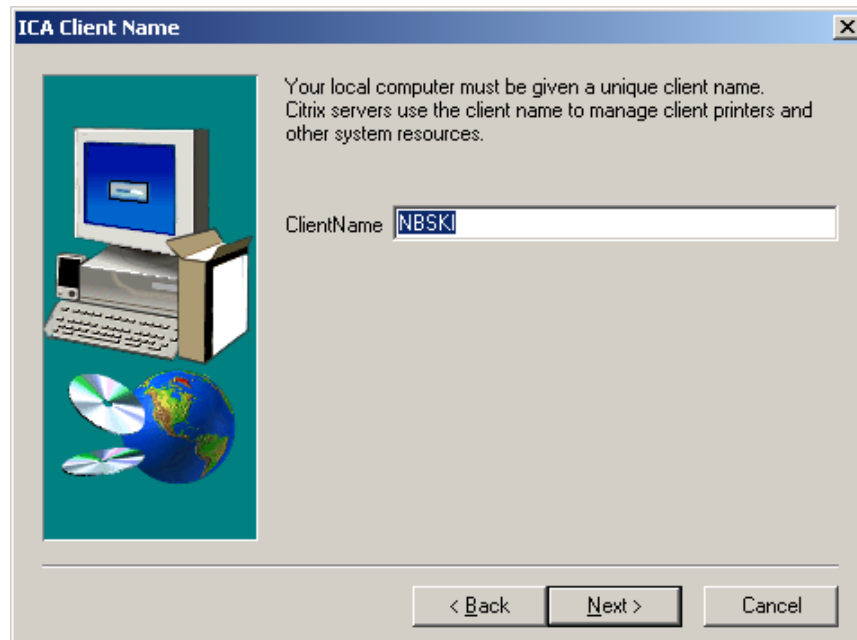 ICA Client Name
Your local computer must be given a unique client name.
Citrix servers use the client name to manage client printers and
other system resources.
ClientName NBSKI
< Back Next > Cancel